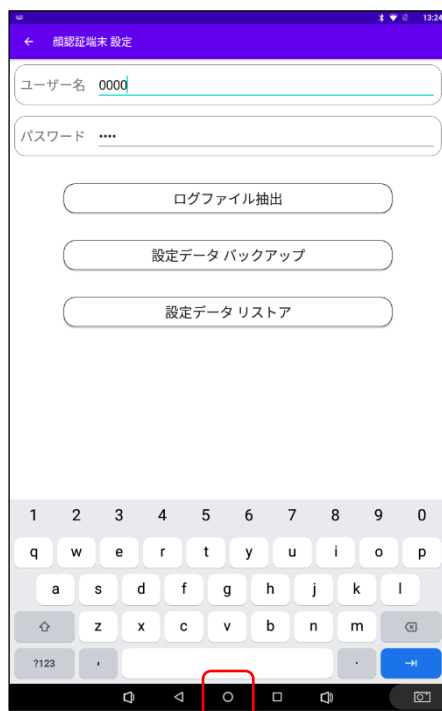 13:24
顔認証端末 設定
ユーザー名 0000
パスワード ••••
ログファイル抽出
設定データ バックアップ
設定データ リストア
1 2 3 4 5 6 7 8 9 0
q w e r t y u i o p
a s d f g h j k l
z x c v b n m
?123 , .